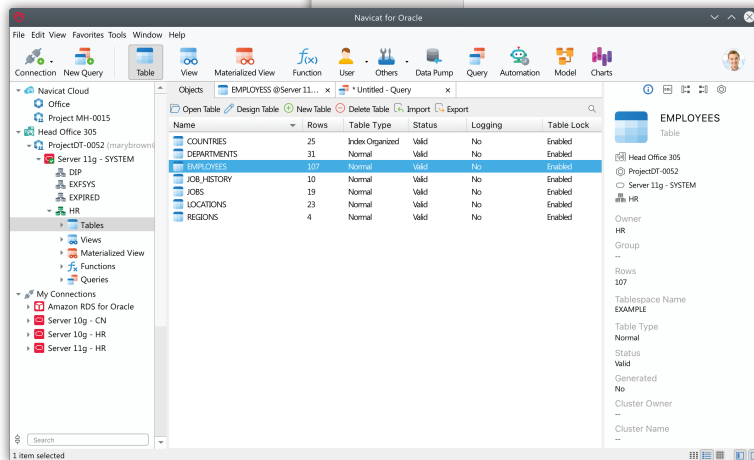 Navicat for Oracle
File Edit View Favorites Tools Window Help
Connection New Query Table View Materialized View Function User Others Data Pump Query Automation Model Charts
Navicat Cloud
Office
Project MH-0015
Head Office 305
ProjectDT-0052 (marybrown
Server 11g - SYSTEM
DIP
EXFSYS
EXPIRED
HR
Tables
Views
Materialized View
Functions
Queries
My Connections
Amazon RDS for Oracle
Server 10g - CN
Server 10g - HR
Server 11g - HR
Search
1 item selected
Objects EMPLOYESS @Server 11... × * Untitled - Query ×
Open Table Design Table New Table Delete Table Import Export
Name Rows Table Type Status Logging Table Lock
COUNTRIES 25 Index Organized Valid No Enabled
DEPARTMENTS 31 Normal Valid No Enabled
EMPLOYEES 107 Normal Valid No Enabled
JOB_HISTORY 10 Normal Valid No Enabled
JOBS 19 Normal Valid No Enabled
LOCATIONS 23 Normal Valid No Enabled
REGIONS 4 Normal Valid No Enabled
EMPLOYEES
Table
Head Office 305
ProjectDT-0052
Server 11g - SYSTEM
HR
Owner
HR
Group
--
Rows
107
Tablespace Name
EXAMPLE
Table Type
Normal
Status
Valid
Generated
No
Cluster Owner
--
Cluster Name
--